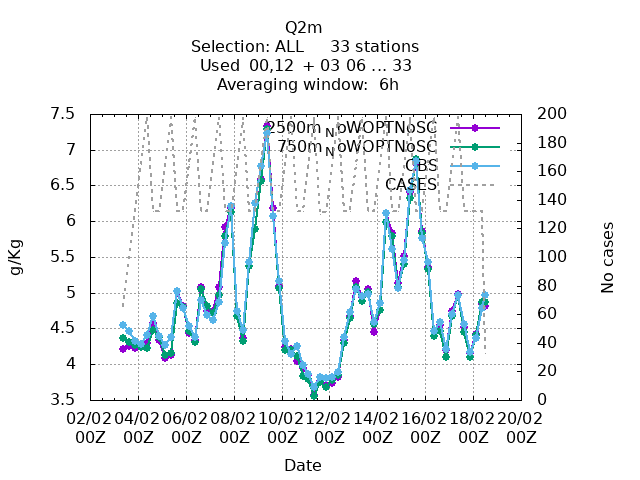 Q2m
Selection: ALL 33 stations
Used 00,12 + 03 06 ... 33
Averaging window: 6h
7.5
7
6.5
6
5.5
5
4.5
4
3.5
200
180
160
140
120
100
80
60
40
20
0
2500m NoWOPTNoSC
750m NoWOPTNoSC
OBS
CASES
g/Kg
No cases
02/02 04/02 06/02 08/02 10/02 12/02 14/02 16/02 18/02 20/02
00Z 00Z 00Z 00Z 00Z 00Z 00Z 00Z 00Z 00Z
Date